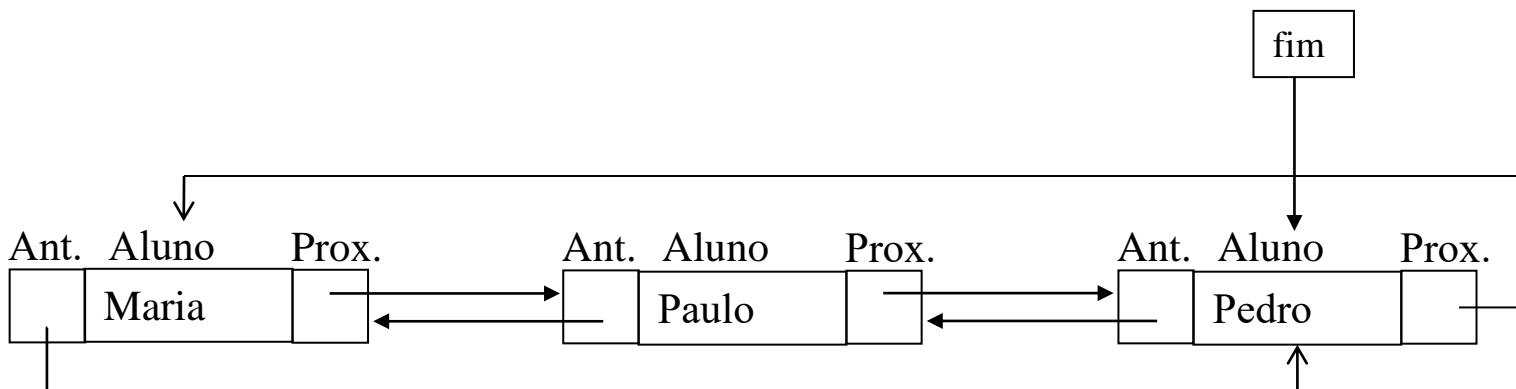 fim
Ant. Aluno Prox. Ant. Aluno Prox. Ant. Aluno Prox.
Maria Paulo Pedro